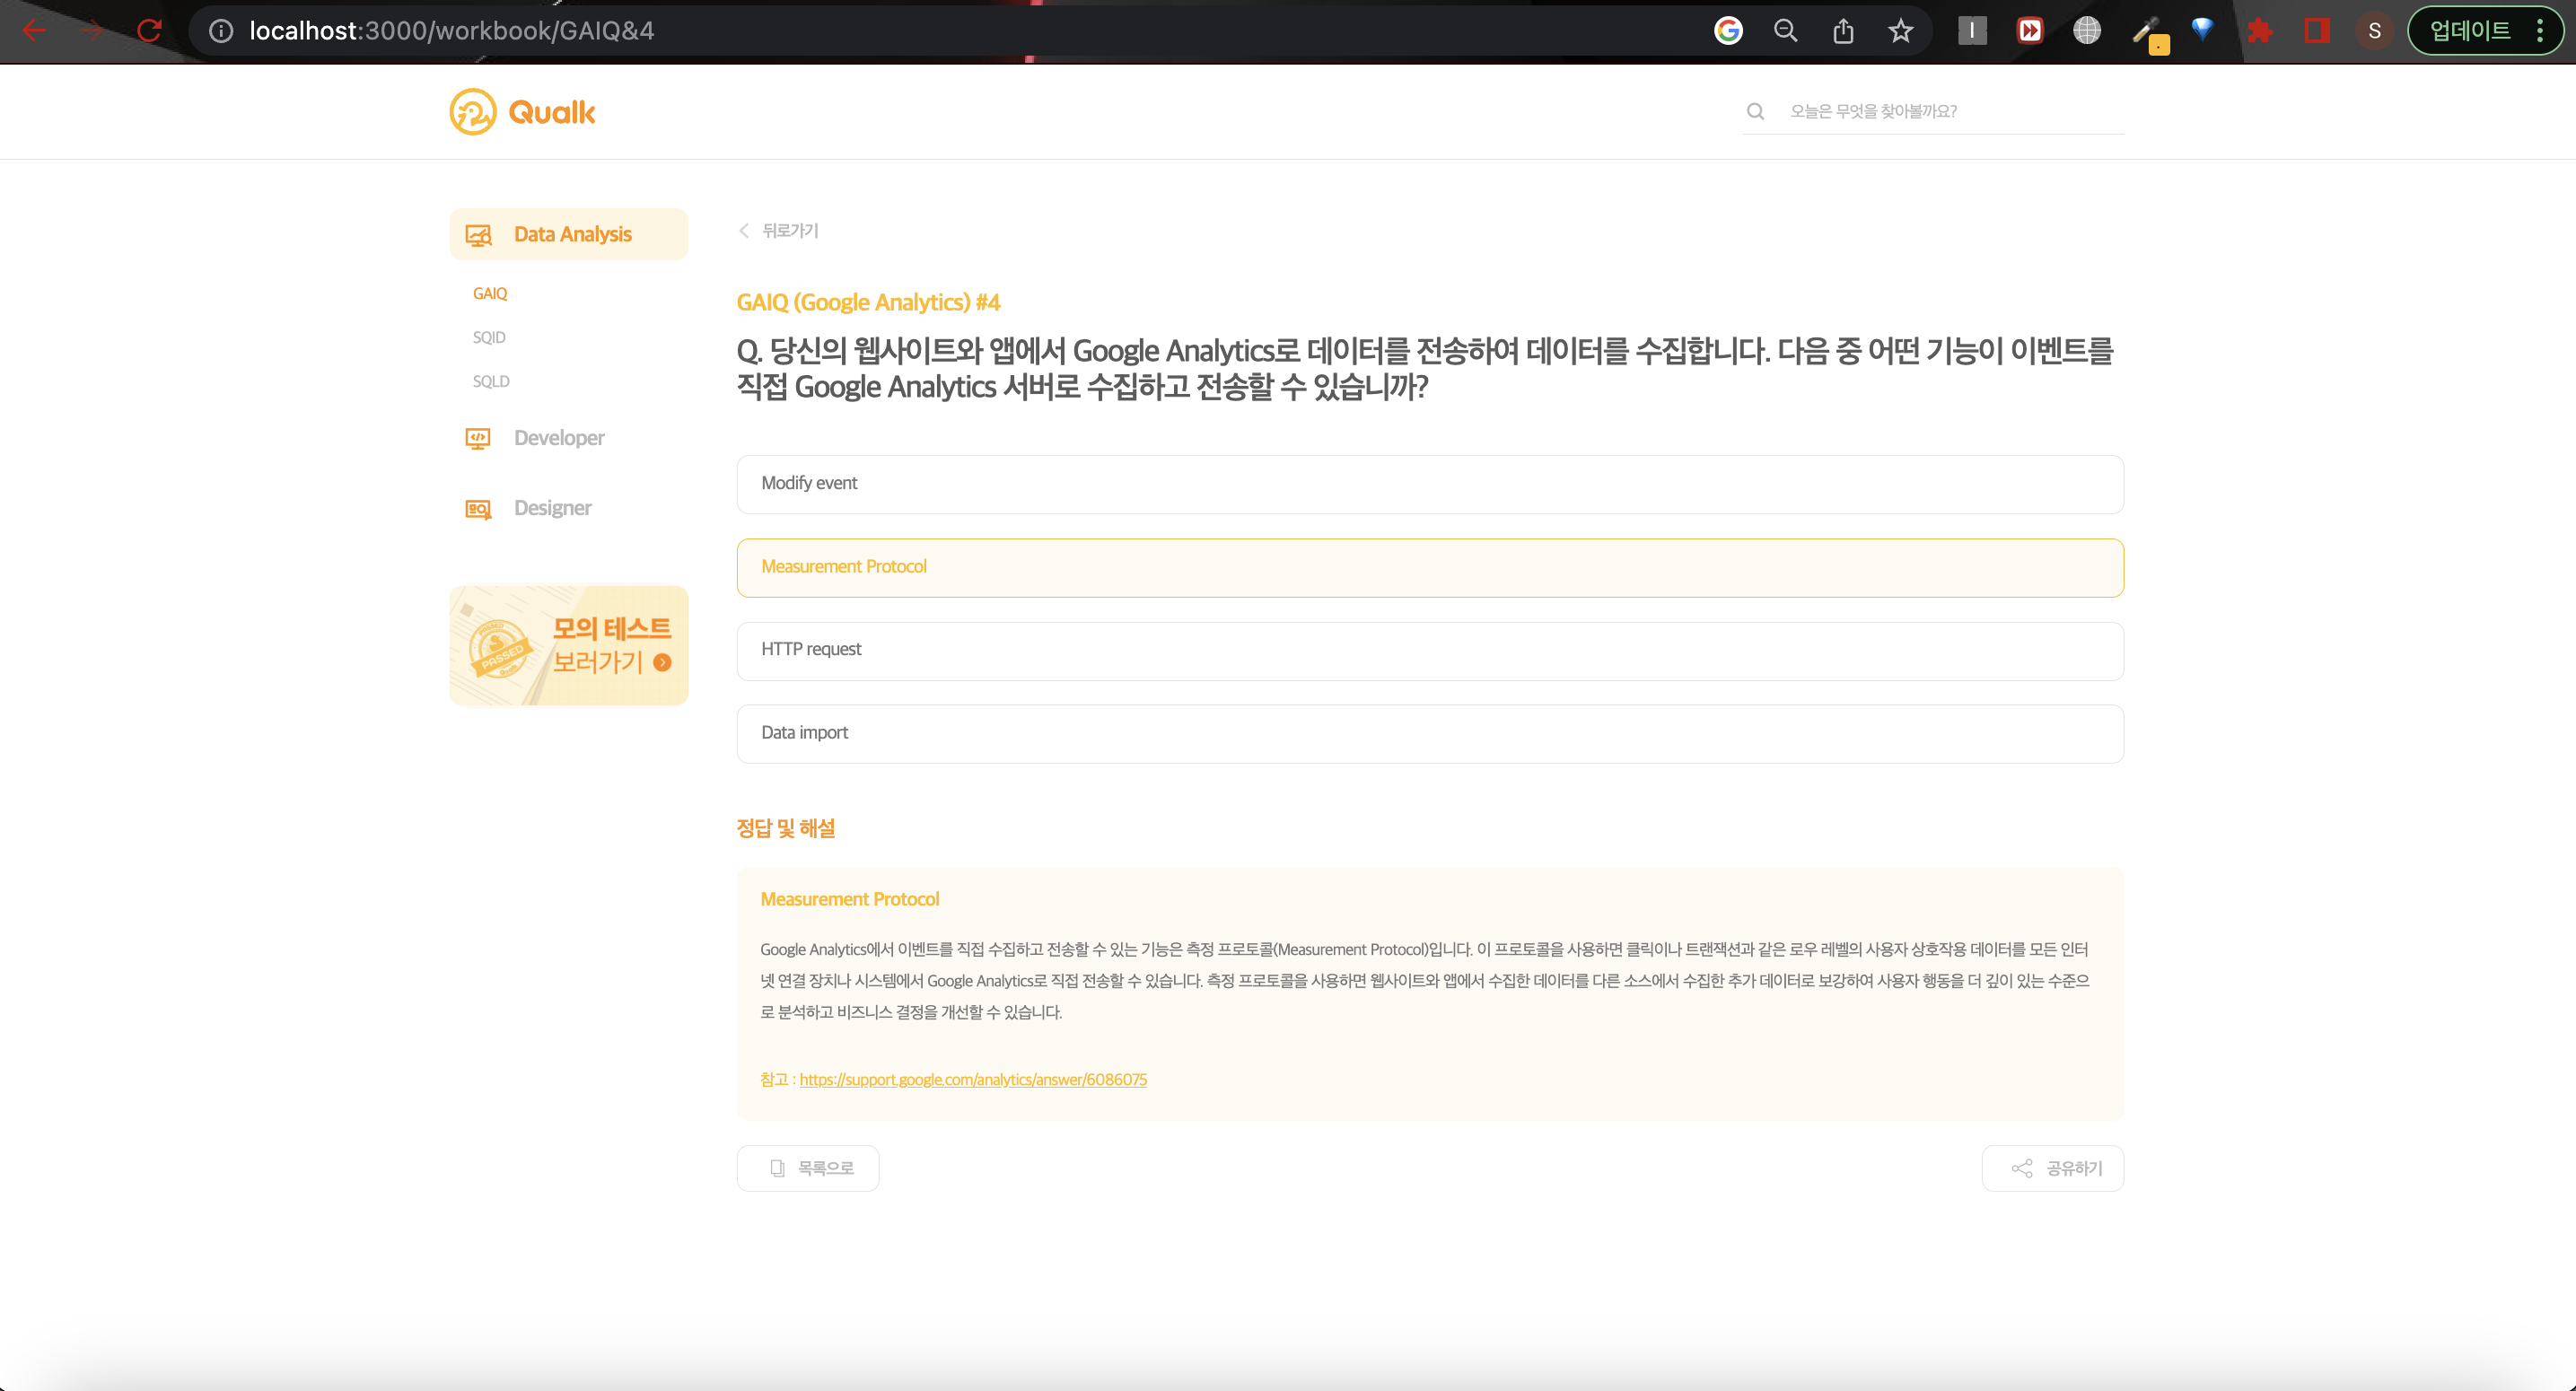 localhost:3000/workbook/GAIQ&4
S
업데이트
Qualk
오늘은 무엇을 찾아볼까요?
Data Analysis
GAIQ
SQID
SQLD
Developer
Designer
PASSED
모의 테스트
보러가기
뒤로가기
GAIQ (Google Analytics) #4
Q. 당신의 웹사이트와 앱에서 Google Analytics로 데이터를 전송하여 데이터를 수집합니다. 다음 중 어떤 기능이 이벤트를
직접 Google Analytics 서버로 수집하고 전송할 수 있습니까?
Modify event
Measurement Protocol
HTTP request
Data import
정답 및 해설
Measurement Protocol
Google Analytics에서 이벤트를 직접 수집하고 전송할 수 있는 기능은 측정 프로토콜(Measurement Protocol)입니다. 이 프로토콜을 사용하면 클릭이나 트랜잭션과 같은 로우 레벨의 사용자 상호작용 데이터를 모든 인터
넷 연결 장치나 시스템에서 Google Analytics로 직접 전송할 수 있습니다. 측정 프로토콜을 사용하면 웹사이트와 앱에서 수집한 데이터를 다른 소스에서 수집한 추가 데이터로 보강하여 사용자 행동을 더 깊이 있는 수준으
로 분석하고 비즈니스 결정을 개선할 수 있습니다.
참고 : https://support.google.com/analytics/answer/6086075
목록으로
공유하기